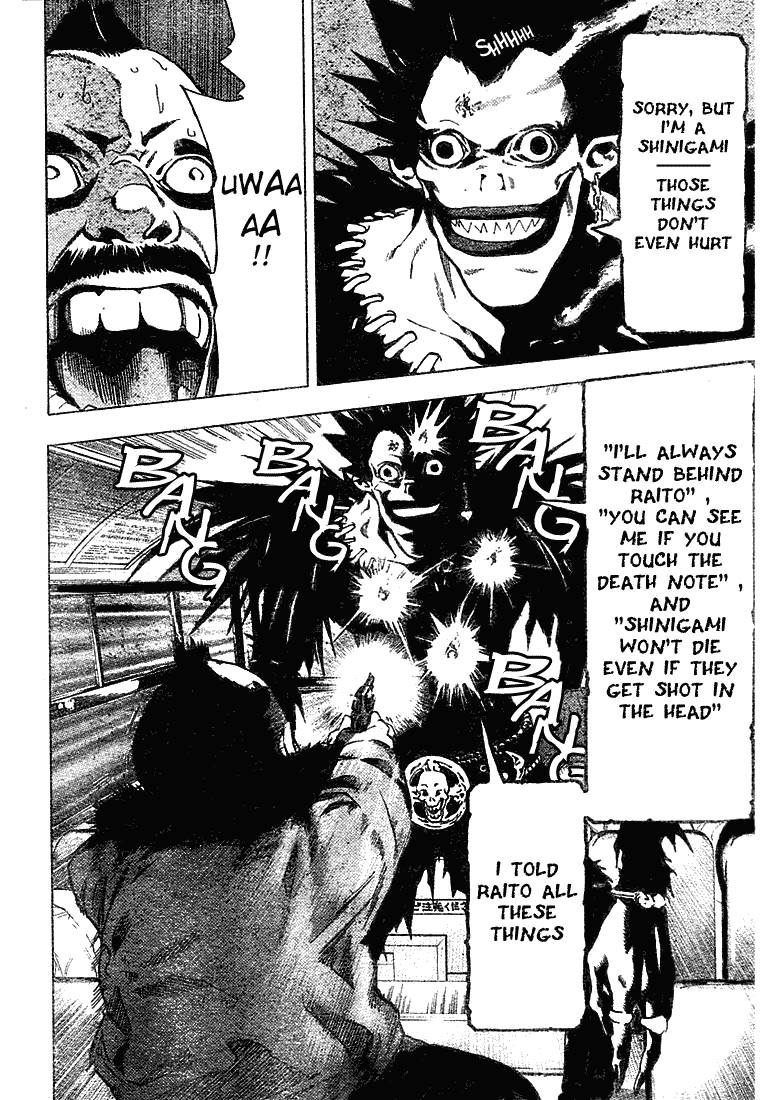 SHHHHH
SORRY, BUT
I'M A
SHINIGAMI
THOSE
THINGS
DON'T
EVEN HURT
UWAA
AA
!!
"I'LL ALWAYS
STAND BEHIND
RAITO" ,
"YOU CAN SEE
ME IF YOU
TOUCH THE
DEATH NOTE" ,
AND
"SHINIGAMI
WON'T DIE
EVEN IF THEY
GET SHOT IN
THE HEAD"
BANG
BANG
BANG
BANG
I TOLD
RAITO ALL
THESE
THINGS